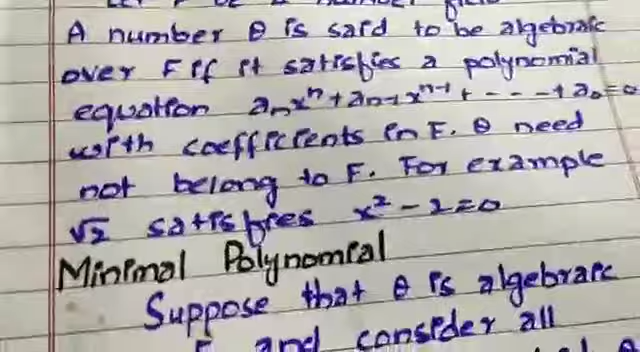 A number θ is said to be algebraic
over F if it satisfies a polynomial
equation aₙxⁿ + aₙ₋₁xⁿ⁻¹ + - - - - + a₀ = 0
with coefficients in F. θ need
not belong to F. For example
√2 satisfies x² - 2 = 0
Minimal Polynomial
Suppose that θ is algebraic
and consider all